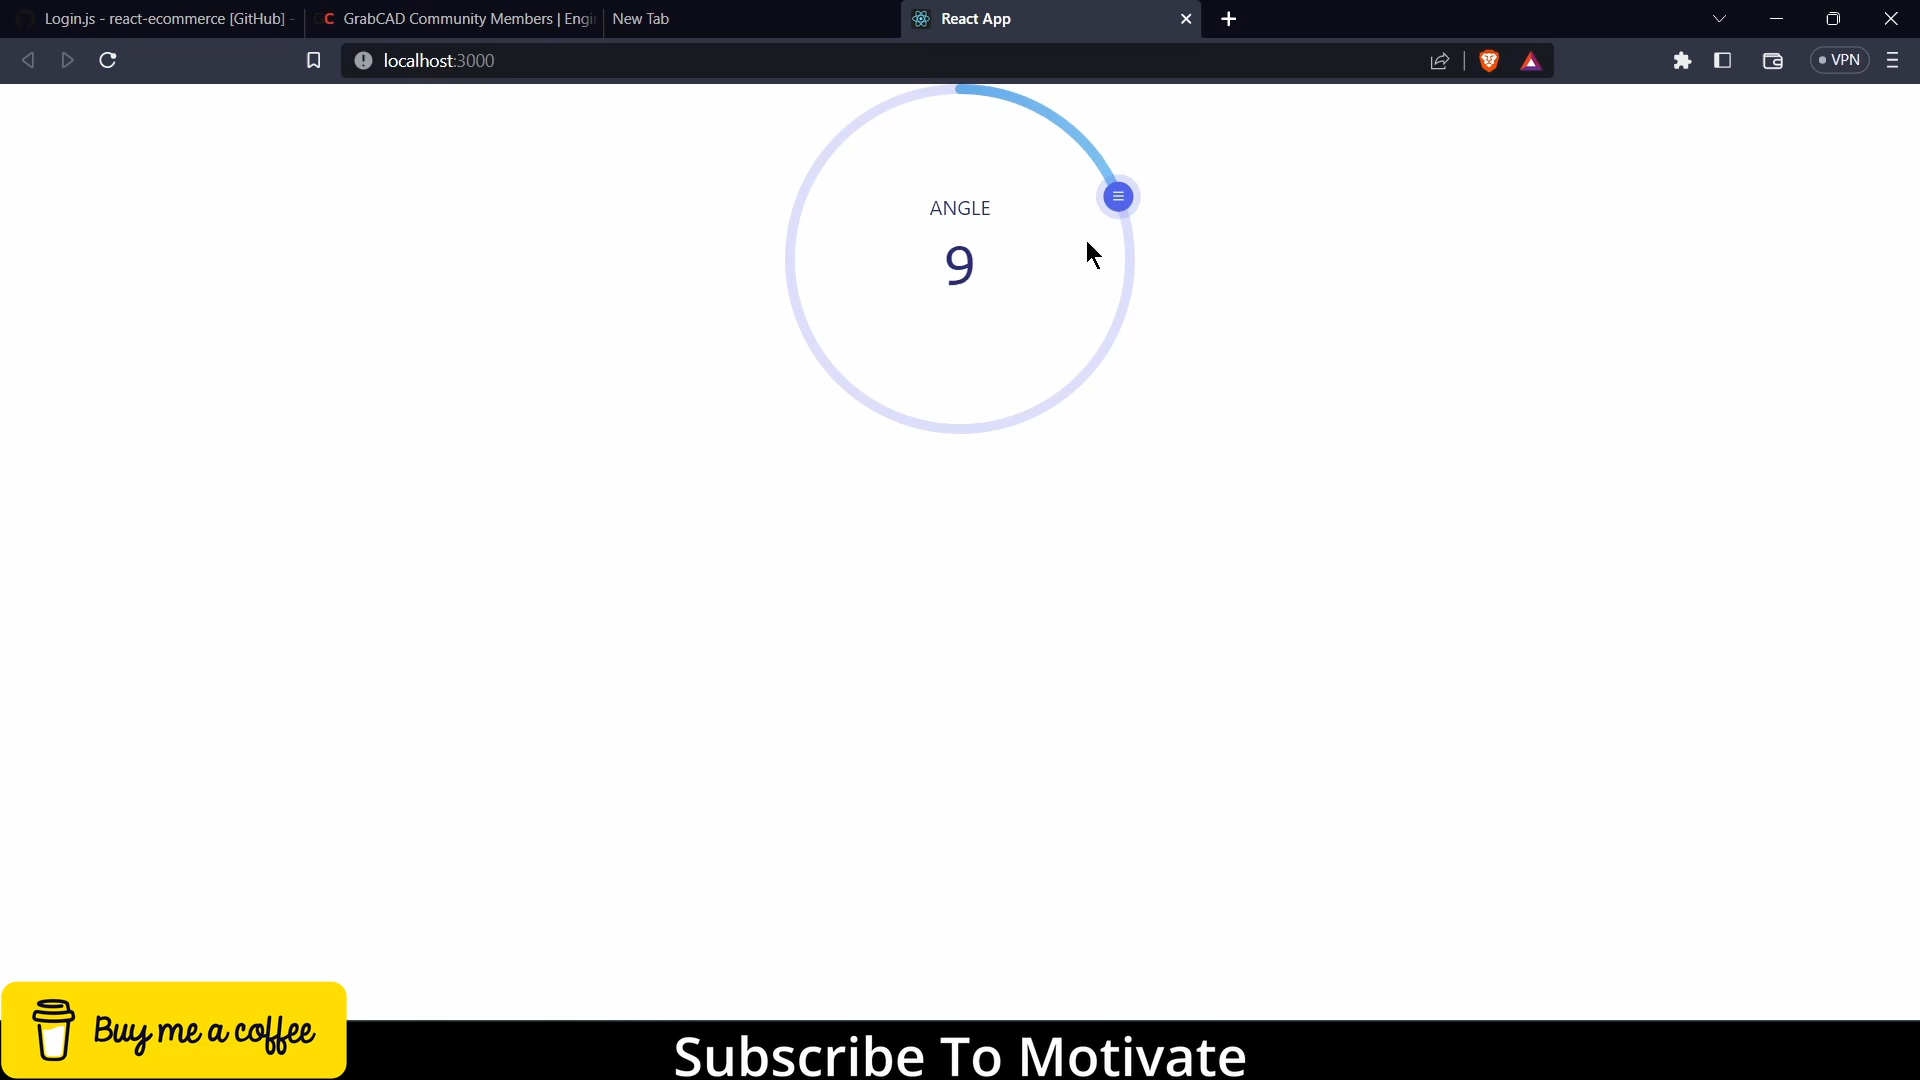 Login.js - react-ecommerce [GitHub] -
GC GrabCAD Community Members | Engi
New Tab
React App
localhost:3000
VPN
ANGLE
9
Buy me a coffee
Subscribe To Motivate